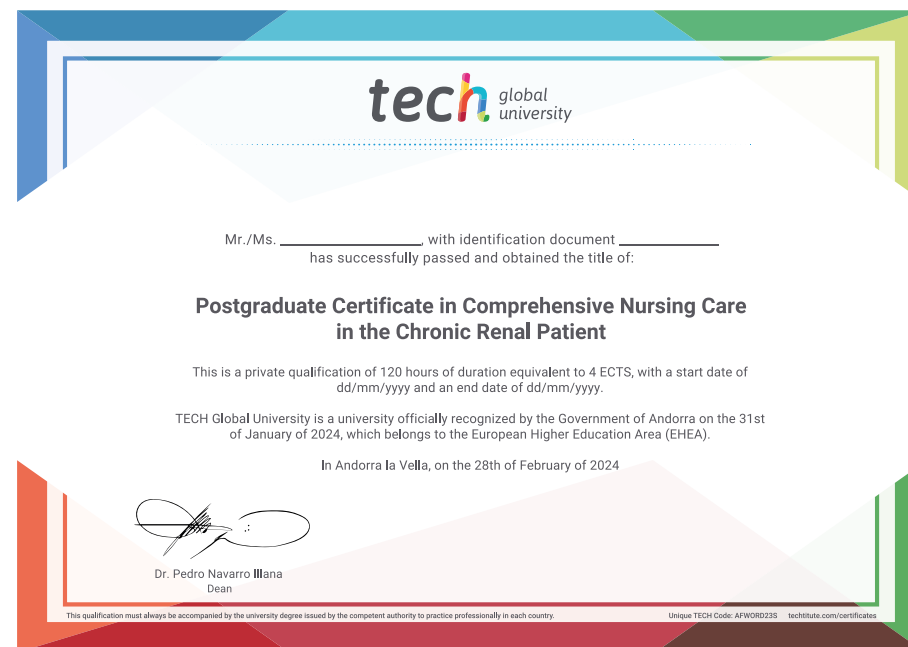 tech global university
Mr./Ms. ____________________, with identification document ______________
has successfully passed and obtained the title of:
Postgraduate Certificate in Comprehensive Nursing Care
in the Chronic Renal Patient
This is a private qualification of 120 hours of duration equivalent to 4 ECTS, with a start date of
dd/mm/yyyy and an end date of dd/mm/yyyy.
TECH Global University is a university officially recognized by the Government of Andorra on the 31st
of January of 2024, which belongs to the European Higher Education Area (EHEA).
In Andorra la Vella, on the 28th of February of 2024
Dr. Pedro Navarro Illana
Dean
This qualification must always be accompanied by the university degree issued by the competent authority to practice professionally in each country.
Unique TECH Code: AFWORD23S techtitute.com/certificates